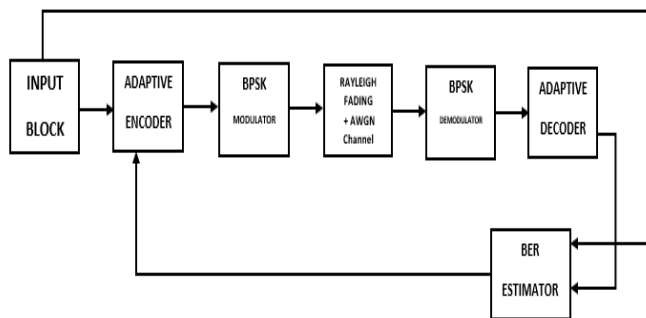 INPUT
BLOCK
ADAPTIVE
ENCODER
BPSK
MODULATOR
RAYLEIGH
FADING
+ AWGN
Channel
BPSK
DEMODULATOR
ADAPTIVE
DECODER
BER
ESTIMATOR